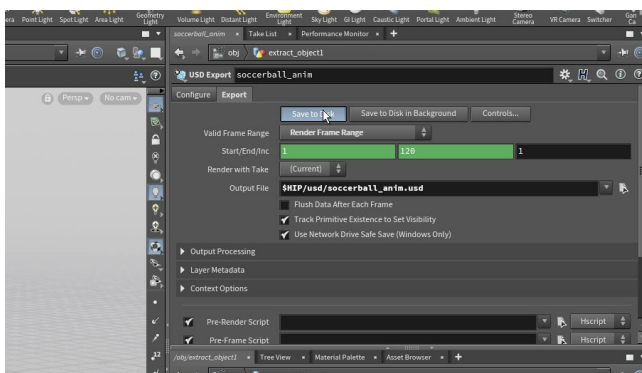 era Point Light Spot Light Area Light Geometry Light Volume Light Distant Light Environment Light Sky Light GI Light Caustic Light Portal Light Ambient Light Stereo Camera VR Camera Switcher Gan Ca
soccerball_anim × Take List × Performance Monitor × +
obj extract_object1
USD Export soccerball_anim
Persp No cam
Configure Export
Save to Disk Save to Disk in Background Controls...
Valid Frame Range Render Frame Range
Start/End/Inc 1 120 1
Render with Take (Current)
Output File $HIP/usd/soccerball_anim.usd
Flush Data After Each Frame
Track Primitive Existence to Set Visibility
Use Network Drive Safe Save (Windows Only)
Output Processing
Layer Metadata
Context Options
Pre-Render Script Hscript
Pre-Frame Script Hscript
12
/obj/extract_object1 × Tree View × Material Palette × Asset Browser × +